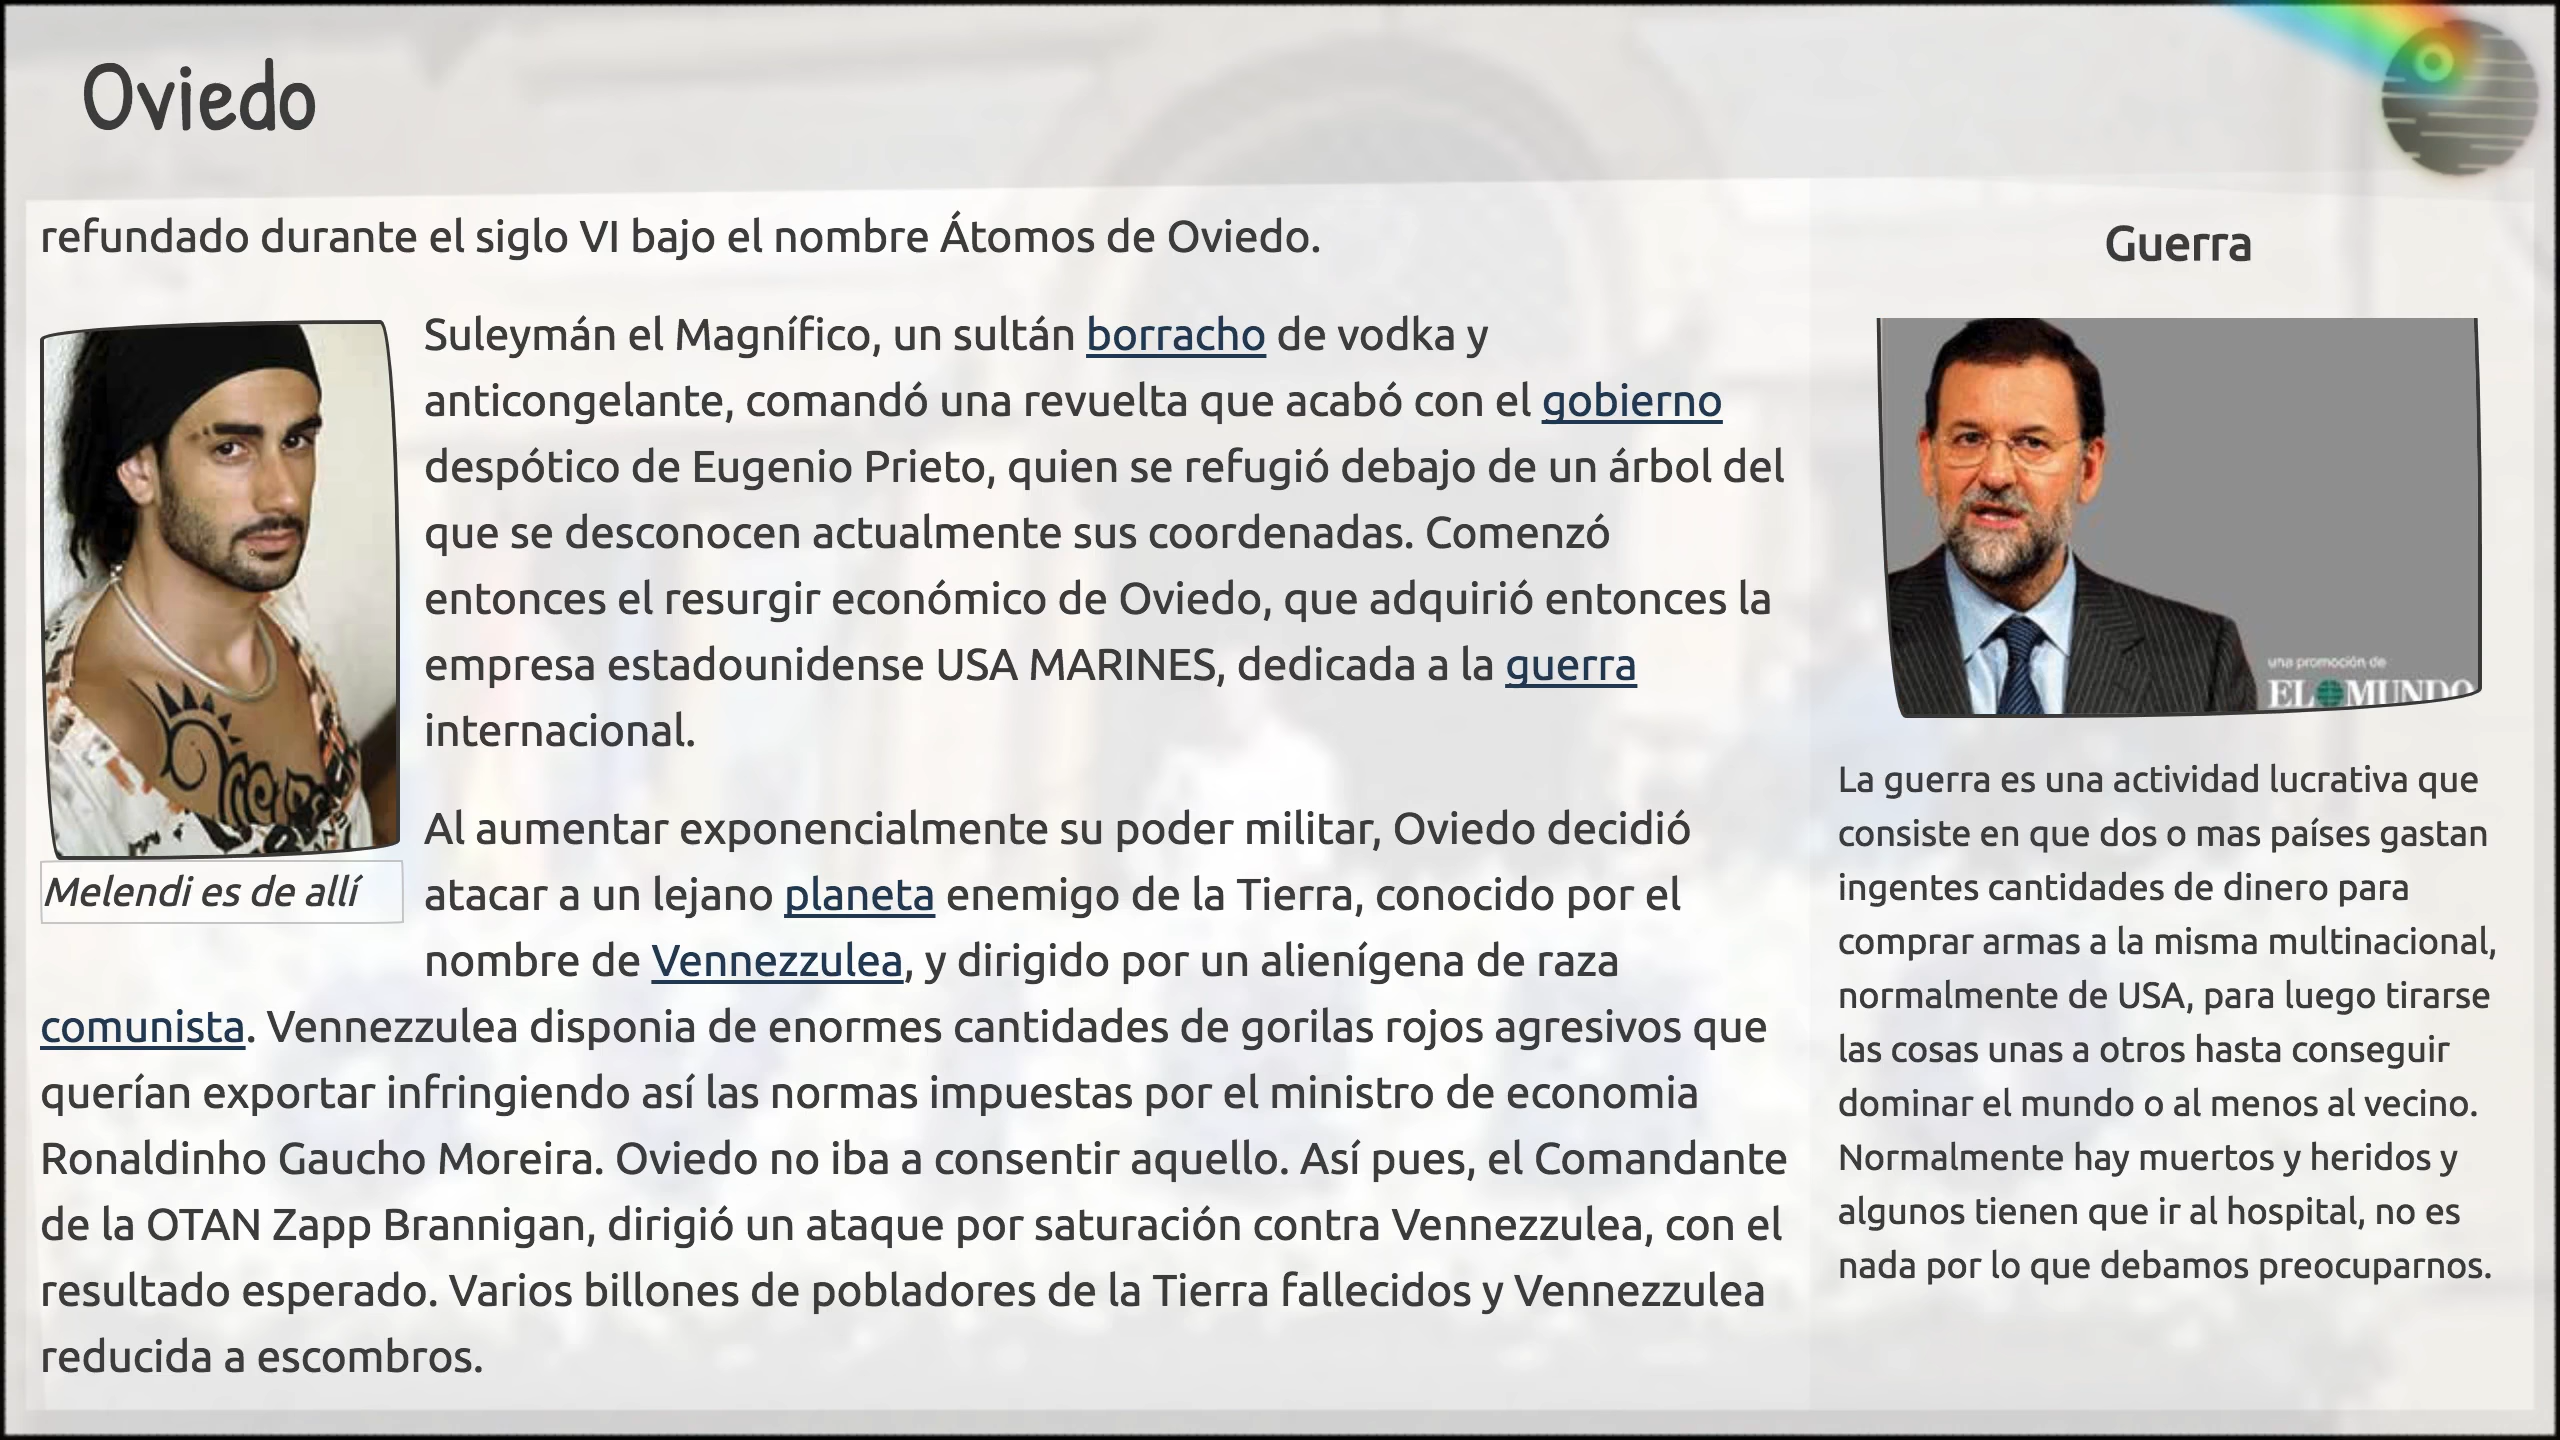 Oviedo
refundado durante el siglo VI bajo el nombre Átomos de Oviedo.
Melendi es de allí
Suleymán el Magnífico, un sultán borracho de vodka y
anticongelante, comandó una revuelta que acabó con el gobierno
despótico de Eugenio Prieto, quien se refugió debajo de un árbol del
que se desconocen actualmente sus coordenadas. Comenzó
entonces el resurgir económico de Oviedo, que adquirió entonces la
empresa estadounidense USA MARINES, dedicada a la guerra
internacional.
Al aumentar exponencialmente su poder militar, Oviedo decidió
atacar a un lejano planeta enemigo de la Tierra, conocido por el
nombre de Vennezzulea, y dirigido por un alienígena de raza
comunista. Vennezzulea disponia de enormes cantidades de gorilas rojos agresivos que
querían exportar infringiendo así las normas impuestas por el ministro de economia
Ronaldinho Gaucho Moreira. Oviedo no iba a consentir aquello. Así pues, el Comandante
de la OTAN Zapp Brannigan, dirigió un ataque por saturación contra Vennezzulea, con el
resultado esperado. Varios billones de pobladores de la Tierra fallecidos y Vennezzulea
reducida a escombros.
Guerra
una promoción de
EL MUNDO
La guerra es una actividad lucrativa que
consiste en que dos o mas países gastan
ingentes cantidades de dinero para
comprar armas a la misma multinacional,
normalmente de USA, para luego tirarse
las cosas unas a otros hasta conseguir
dominar el mundo o al menos al vecino.
Normalmente hay muertos y heridos y
algunos tienen que ir al hospital, no es
nada por lo que debamos preocuparnos.